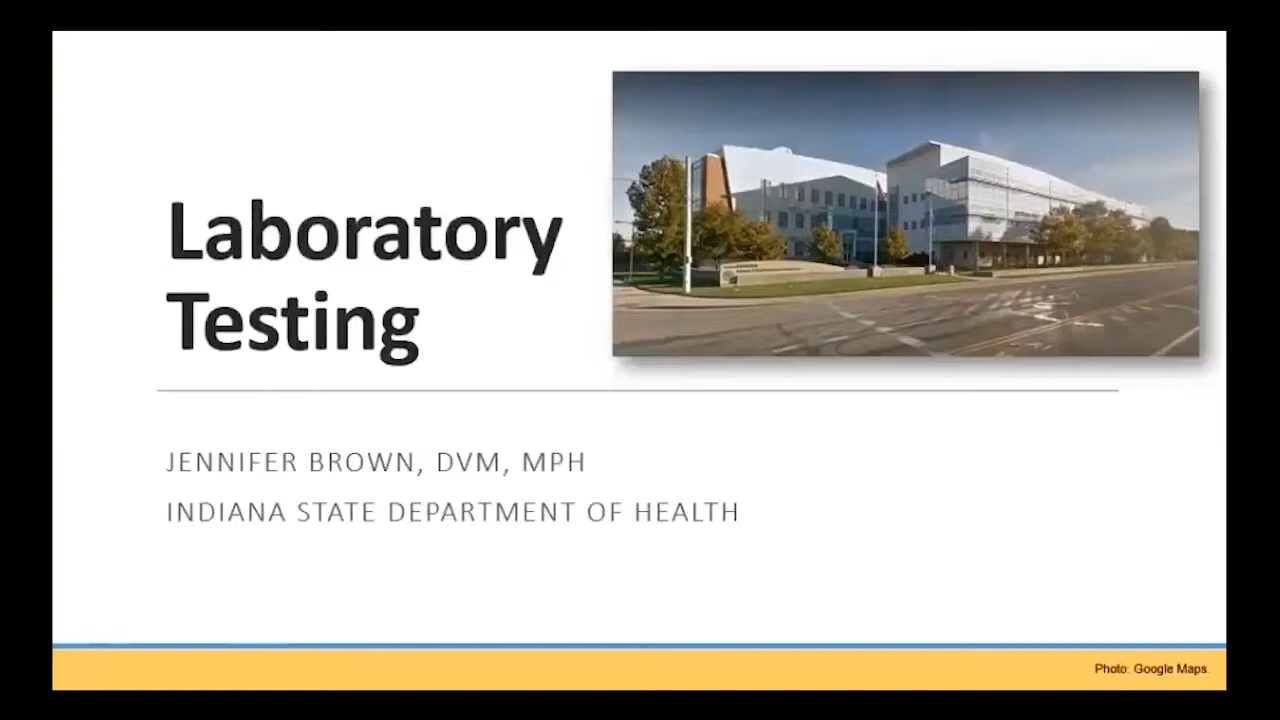 Laboratory
Testing
JENNIFER BROWN, DVM, MPH
INDIANA STATE DEPARTMENT OF HEALTH
Photo: Google Maps.